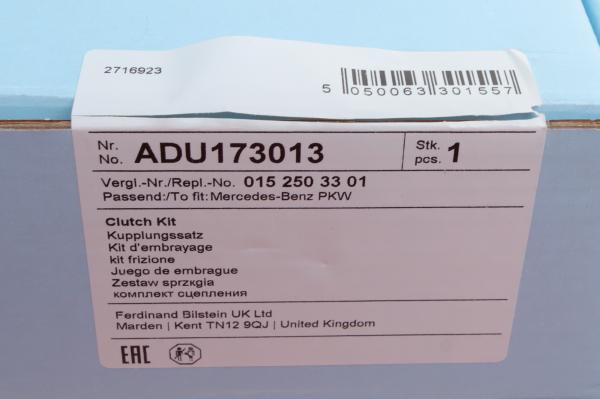 2716923
5 050063 301557
Nr. No. ADU173013 Stk. pcs. 1
Vergl.-Nr./Repl.-No. 015 250 33 01
Passend:/To fit: Mercedes-Benz PKW
Clutch Kit
Kupplungssatz
Kit d'embrayage
kit frizione
Juego de embrague
Zestaw sprzкgia
комплект сцепления
Ferdinand Bilstein UK Ltd
Marden | Kent TN12 9QJ | United Kingdom
EAC